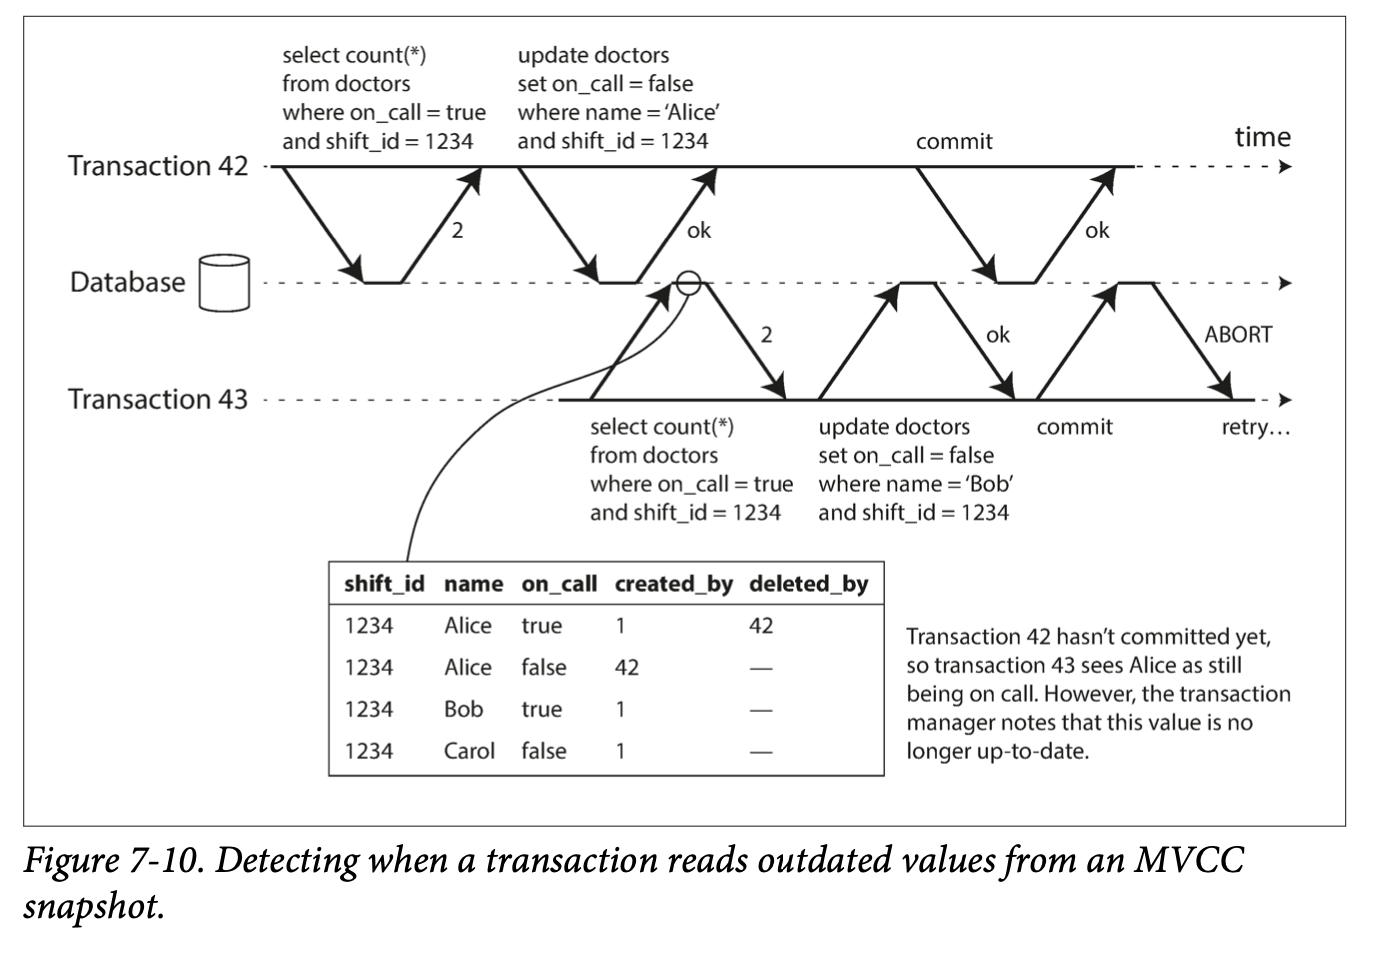 select count(*)
from doctors
where on_call = true
and shift_id = 1234
update doctors
set on_call = false
where name = ‘Alice’
and shift_id = 1234
commit
time
Transaction 42
2
ok
ok
Database
2
ok
ABORT
Transaction 43
select count(*)
from doctors
where on_call = true
and shift_id = 1234
update doctors
set on_call = false
where name = ‘Bob’
and shift_id = 1234
commit
retry…
shift_id name on_call created_by deleted_by
1234 Alice true 1 42
1234 Alice false 42 —
1234 Bob true 1 —
1234 Carol false 1 —
Transaction 42 hasn’t committed yet,
so transaction 43 sees Alice as still
being on call. However, the transaction
manager notes that this value is no
longer up-to-date.
Figure 7-10. Detecting when a transaction reads outdated values from an MVCC
snapshot.